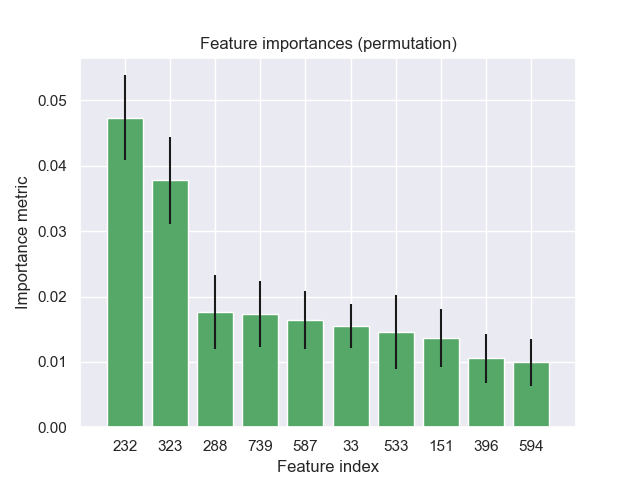 Feature importances (permutation)
Importance metric
0.05
0.04
0.03
0.02
0.01
0.00
232 323 288 739 587 33 533 151 396 594
Feature index